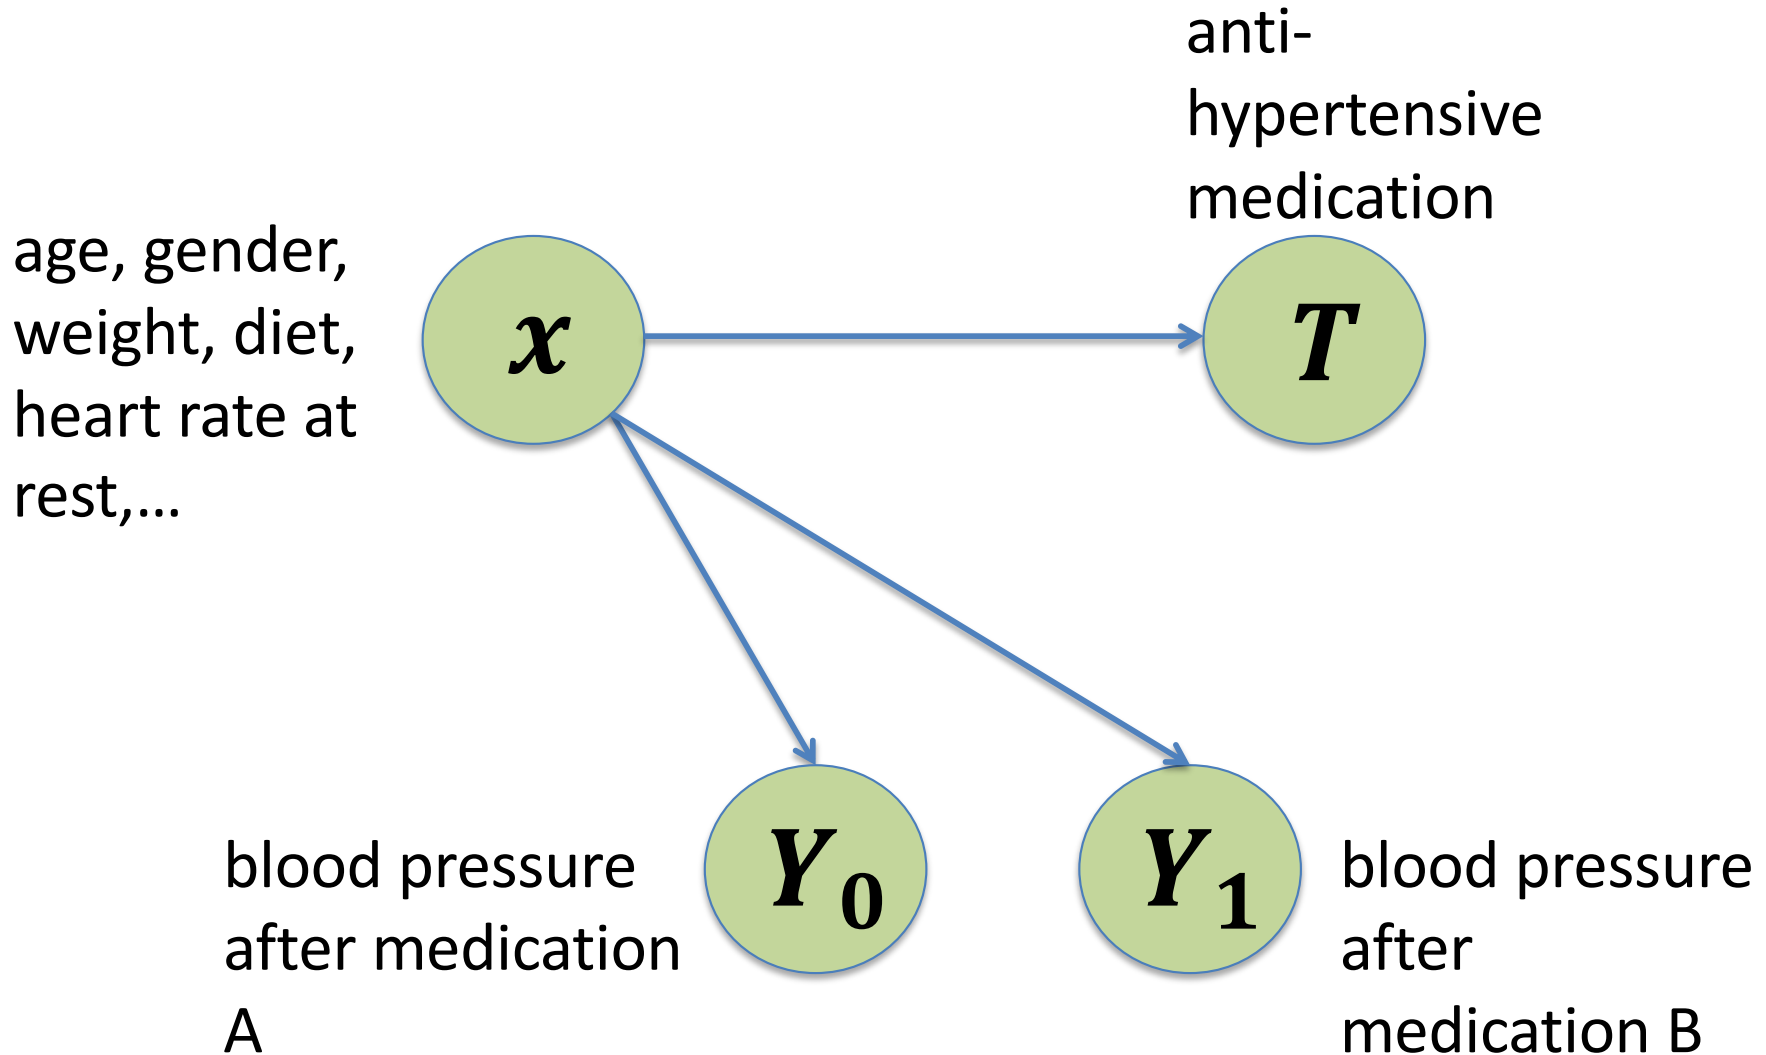 anti-
hypertensive
medication
age, gender,
weight, diet,
heart rate at
rest,...
x
T
Y₀
Y₁
blood pressure
after medication
A
blood pressure
after
medication B